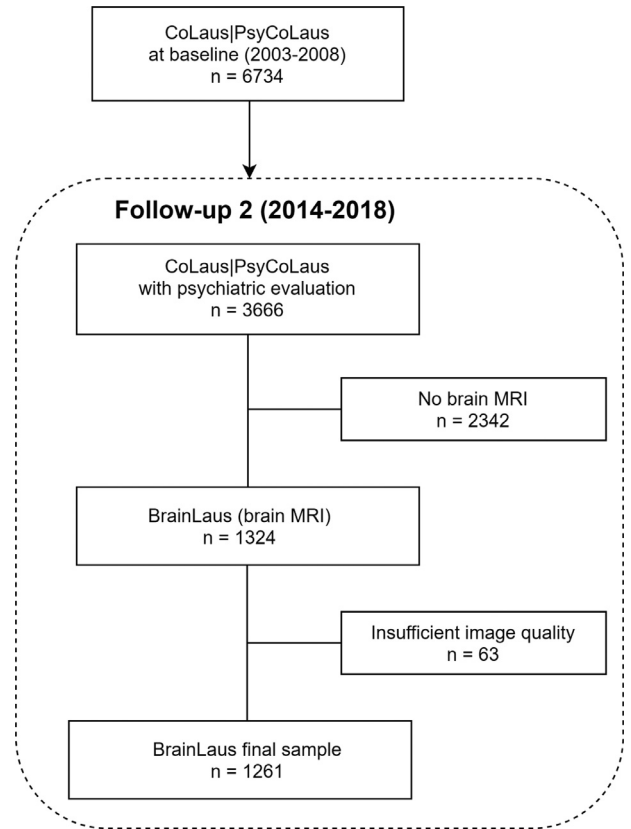 CoLaus|PsyCoLaus
at baseline (2003-2008)
n = 6734
Follow-up 2 (2014-2018)
CoLaus|PsyCoLaus
with psychiatric evaluation
n = 3666
No brain MRI
n = 2342
BrainLaus (brain MRI)
n = 1324
Insufficient image quality
n = 63
BrainLaus final sample
n = 1261